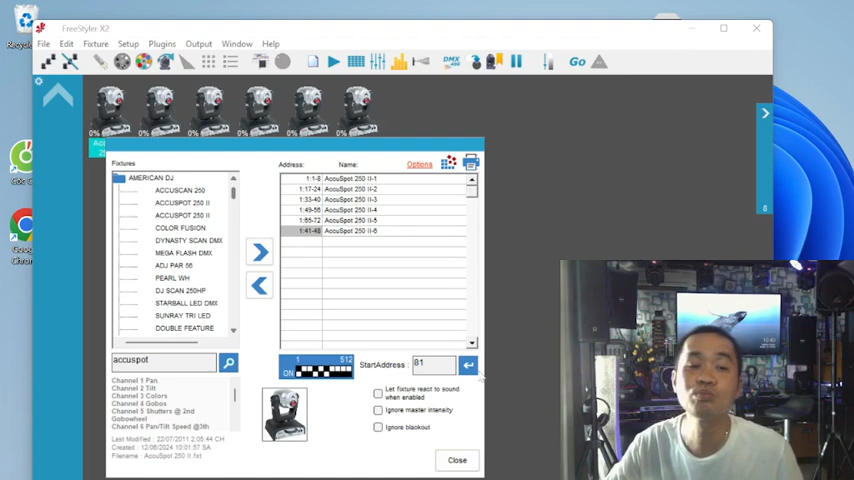 FreeStyler X2
File Edit Fixture Setup Plugins Output Window Help
DMX
400
Go
0% 0% 0% 0% 0% 0%
8
Fixtures
Address: Name: Options
AMERICAN DJ
ACCUSCAN 250
ACCUSPOT 250 II
ACCUSPOT 250 II
COLOR FUSION
DYNASTY SCAN DMX
MEGA FLASH DMX
ADJ PAR 56
PEARL WH
DJ SCAN 250HP
STARBALL LED DMX
SUNRAY TRI LED
DOUBLE FEATURE
1:1-8 AccuSpot 250 II-1
1:17-24 AccuSpot 250 II-2
1:33-40 AccuSpot 250 II-3
1:49-56 AccuSpot 250 II-4
1:65-72 AccuSpot 250 II-5
1:41-48 AccuSpot 250 II-6
accuspot
1 512
ON
StartAddress : 81
Channel 1 Pan
Channel 2 Tilt
Channel 3 Colors
Channel 4 Gobos
Channel 5 Shutters @ 2nd
Gobowheel
Channel 6 Pan/Tilt Speed @3th
Last Modified : 22/07/2011 2:05:44 CH
Created : 12/06/2024 10:01:57 SA
Filename : AccuSpot 250 II.fxt
Let fixture react to sound
when enabled
Ignore master intensity
Ignore blackout
Close